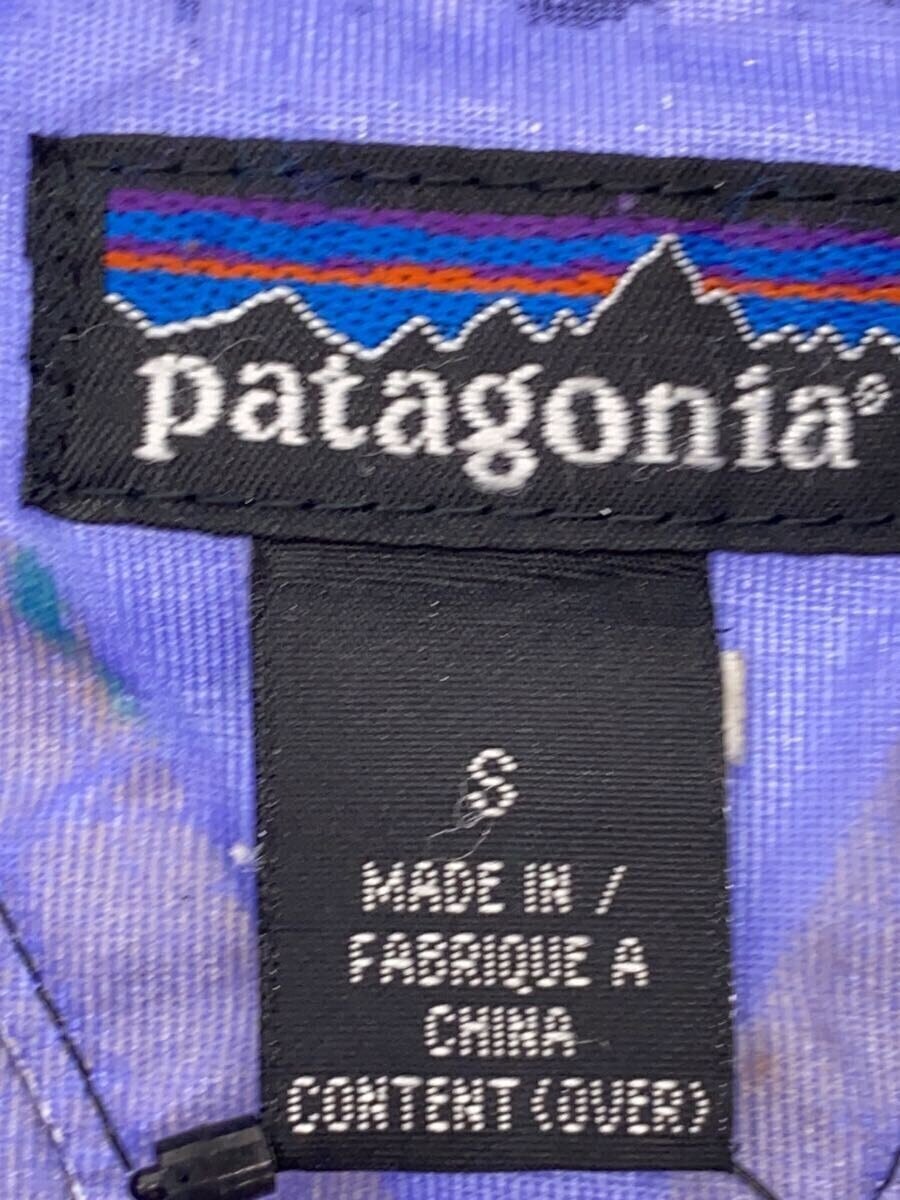 patagonia®
S
MADE IN /
FABRIQUE A
CHINA
CONTENT (OVER)